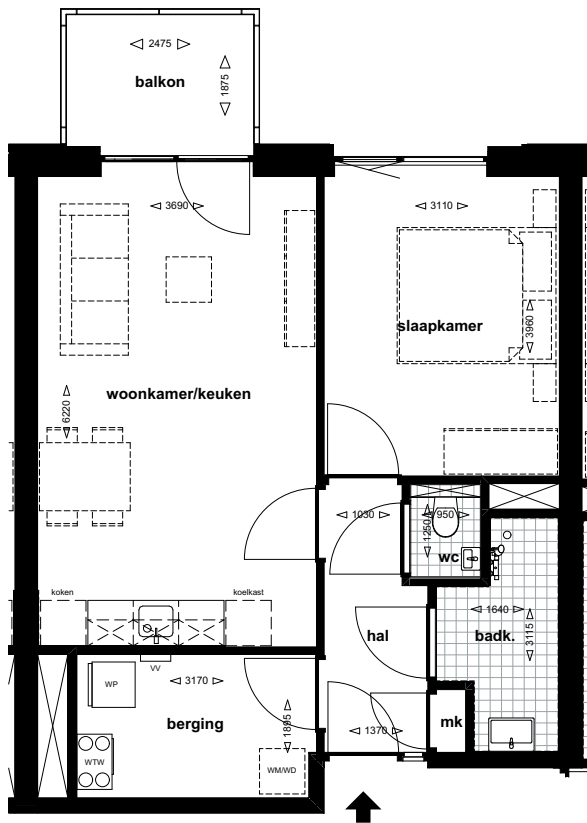 2475
balkon
1875
3690
3110
slaapkamer
3960
woonkamer/keuken
6220
1030
950
1250
wc
koken
koelkast
1640
hal
badk.
3115
VV
WP
3170
berging
1895
1370
mk
WTW
WM/WD